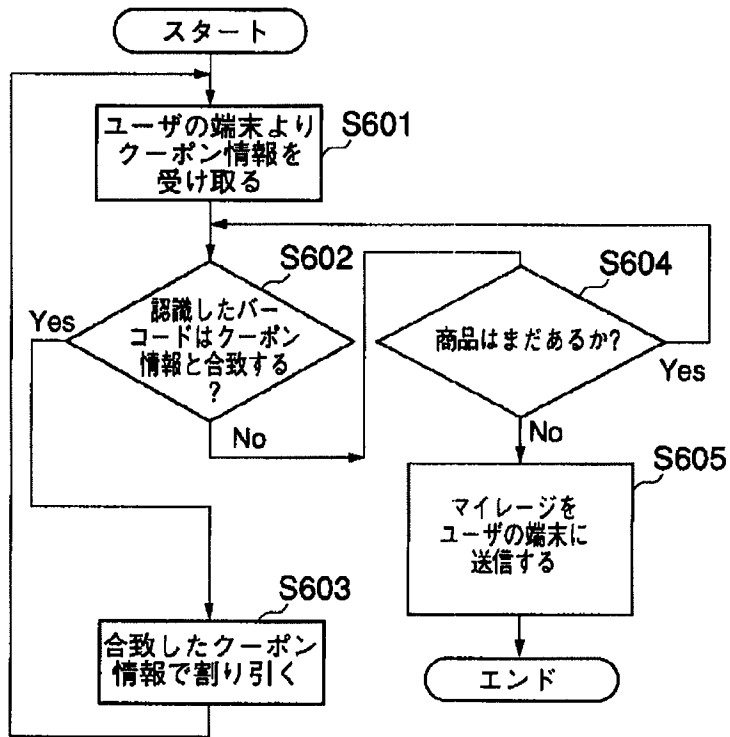 スタート
ユーザの端末より
クーポン情報を
受け取る
S601
S602
認識したバー
コードはクーポン
情報と合致する
?
Yes
No
S603
合致したクーポン
情報で割り引く
S604
商品はまだあるか?
Yes
No
S605
マイレージを
ユーザの端末に
送信する
エンド